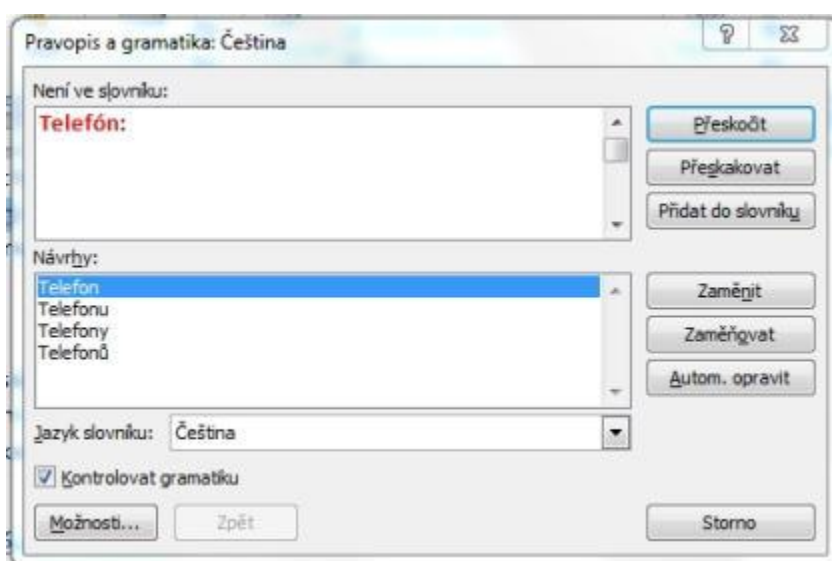 Pravopis a gramatika: Čeština
Není ve slovníku:
Telefón:
Přeskočit
Přeskakovat
Přidat do slovníku
Návrhy:
Telefon
Telefonu
Telefony
Telefonů
Zaměnit
Zaměňovat
Autom. opravit
Jazyk slovníku: Čeština
Kontrolovat gramatiku
Možnosti... Zpět Storno